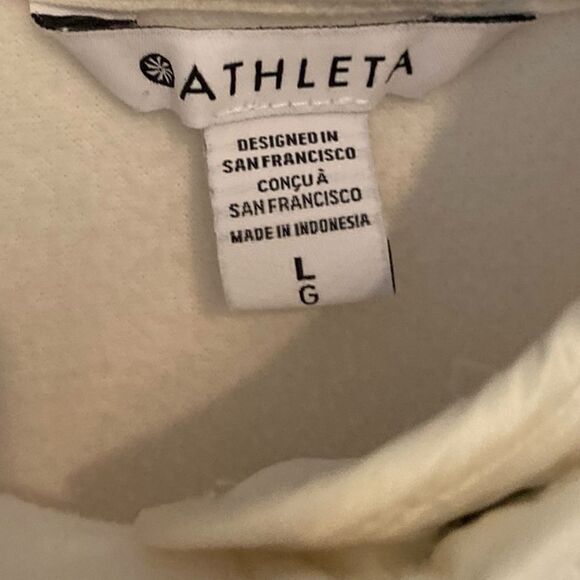 ATHLETA
DESIGNED IN
SAN FRANCISCO
CONÇU À
SAN FRANCISCO
MADE IN INDONESIA
L
G